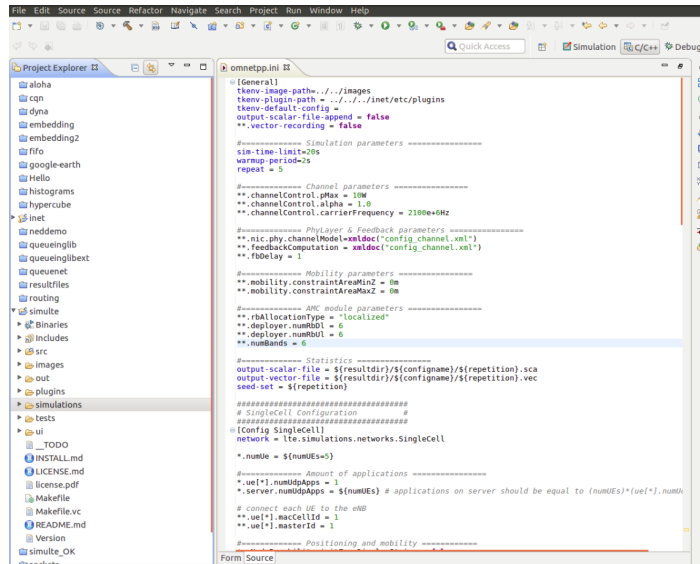 File Edit Source Source Refactor Navigate Search Project Run Window Help
Quick Access
Simulation
C/C++
Debug
Project Explorer
aloha
cqn
dyna
embedding
embedding2
fifo
google-earth
Hello
histograms
hypercube
inet
neddemo
queueinglib
queueinglibext
queuenet
resultfiles
routing
simulte
Binaries
Includes
src
images
out
plugins
simulations
tests
ui
__TODO
INSTALL.md
LICENSE.md
license.pdf
Makefile
Makefile.vc
README.md
Version
simulte_OK
omnetpp.ini
[General]
tkenv-image-path=../../images
tkenv-plugin-path = ../../../inet/etc/plugins
tkenv-default-config =
output-scalar-file-append = false
**.vector-recording = false
#============= Simulation parameters ================
sim-time-limit=20s
warmup-period=2s
repeat = 5
#============= Channel parameters ================
**.channelControl.pMax = 10W
**.channelControl.alpha = 1.0
**.channelControl.carrierFrequency = 2100e+6Hz
#============= PhyLayer & Feedback parameters ================
**.nic.phy.channelModel=xmldoc("config_channel.xml")
**.feedbackComputation = xmldoc("config_channel.xml")
**.fbDelay = 1
#============= Mobility parameters ================
**.mobility.constraintAreaMinZ = 0m
**.mobility.constraintAreaMaxZ = 0m
#============= AMC module parameters ================
**.rbAllocationType = "localized"
**.deployer.numRbDl = 6
**.deployer.numRbUl = 6
**.numBands = 6
#============= Statistics ================
output-scalar-file = ${resultdir}/${configname}/${repetition}.sca
output-vector-file = ${resultdir}/${configname}/${repetition}.vec
seed-set = ${repetition}
#####################################
# SingleCell Configuration #
#####################################
[Config SingleCell]
network = lte.simulations.networks.SingleCell
*.numUe = ${numUEs=5}
#============= Amount of applications ================
*.ue[*].numUdpApps = 1
*.server.numUdpApps = ${numUEs} # applications on server should be equal to (numUEs)*(ue[*].numU
# connect each UE to the eNB
**.ue[*].macCellId = 1
**.ue[*].masterId = 1
#============= Positioning and mobility ============
Form Source